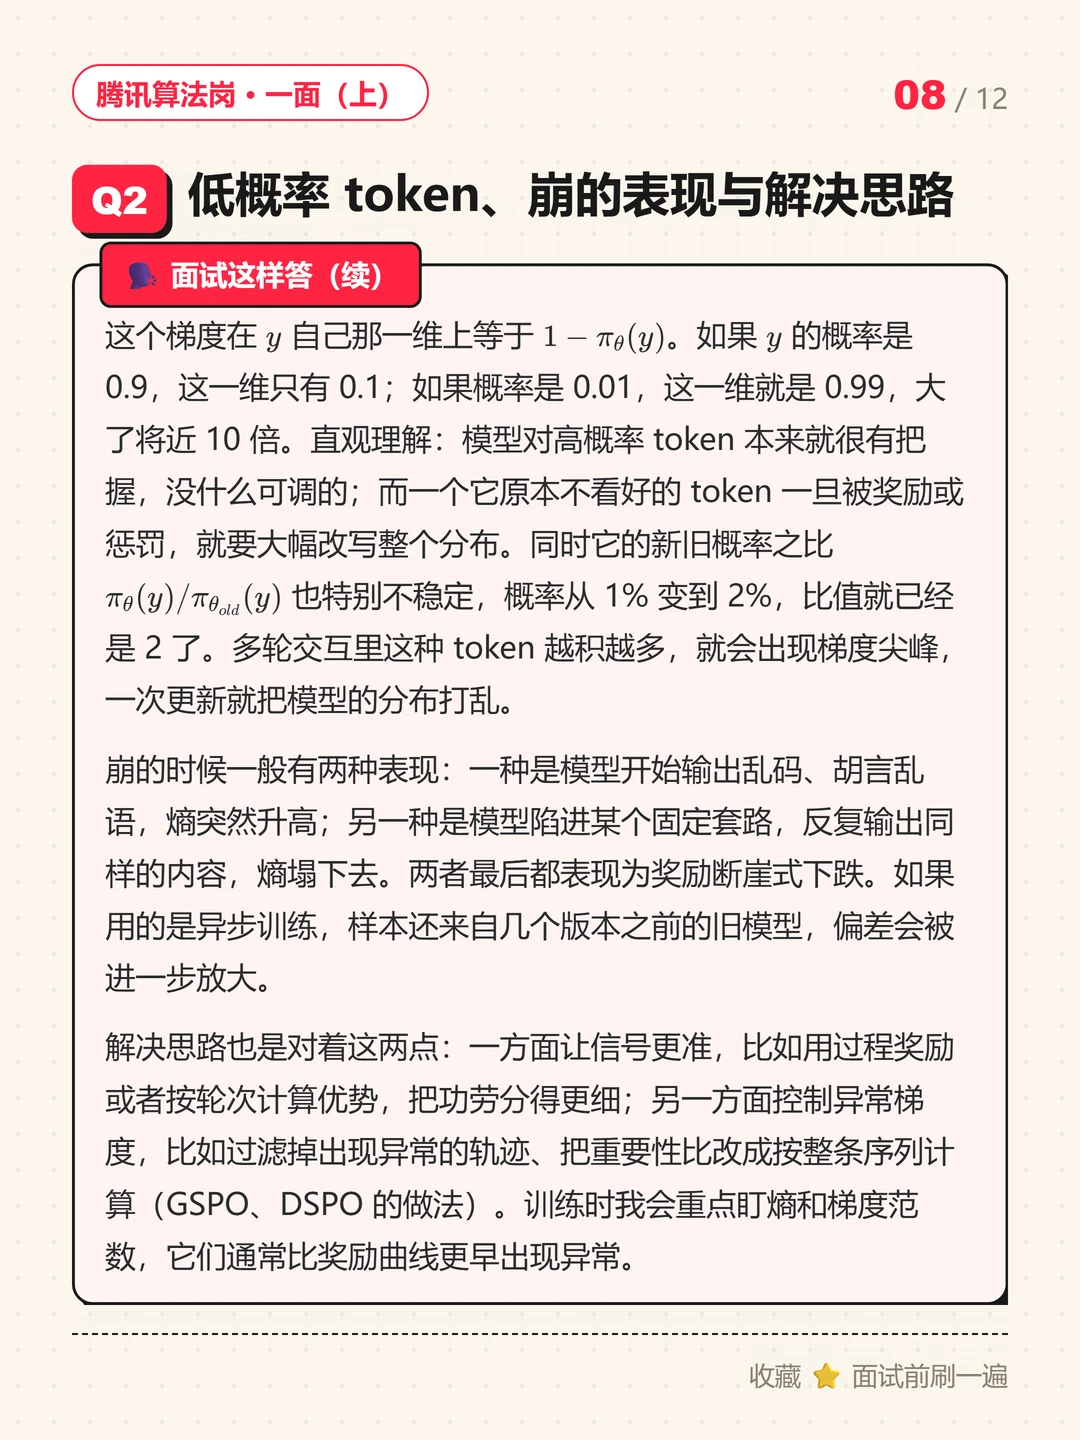 腾讯算法岗·一面（上）
08 / 12
Q2 低概率 token、崩的表现与解决思路
面试这样答（续）
这个梯度在 y 自己那一维上等于 1 − π_θ(y)。如果 y 的概率是
0.9，这一维只有 0.1；如果概率是 0.01，这一维就是 0.99，大
了将近 10 倍。直观理解：模型对高概率 token 本来就很有把
握，没什么可调的；而一个它原本不看好的 token 一旦被奖励或
惩罚，就要大幅改写整个分布。同时它的新旧概率之比
π_θ(y)/π_θ_old(y) 也特别不稳定，概率从 1% 变到 2%，比值就已经
是 2 了。多轮交互里这种 token 越积越多，就会出现梯度尖峰，
一次更新就把模型的分布打乱。
崩的时候一般有两种表现：一种是模型开始输出乱码、胡言乱
语，熵突然升高；另一种是模型陷进某个固定套路，反复输出同
样的内容，熵塌下去。两者最后都表现为奖励断崖式下跌。如果
用的是异步训练，样本还来自几个版本之前的旧模型，偏差会被
进一步放大。
解决思路也是对着这两点：一方面让信号更准，比如用过程奖励
或者按轮次计算优势，把功劳分得更细；另一方面控制异常梯
度，比如过滤掉出现异常的轨迹、把重要性比改成按整条序列计
算（GSPO、DSPO 的做法）。训练时我会重点盯熵和梯度范
数，它们通常比奖励曲线更早出现异常。
收藏 ⭐ 面试前刷一遍